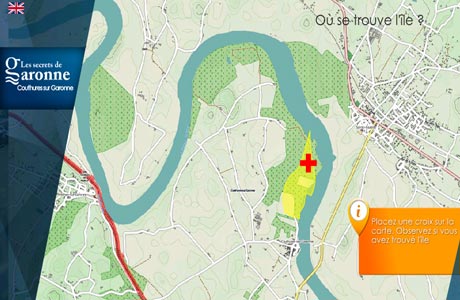 Où se trouve l'île ?
Les secrets de
garonne
Couthures sur Garonne
i
Placez une croix sur la
carte. Observez si vous
avez trouvé l'île.